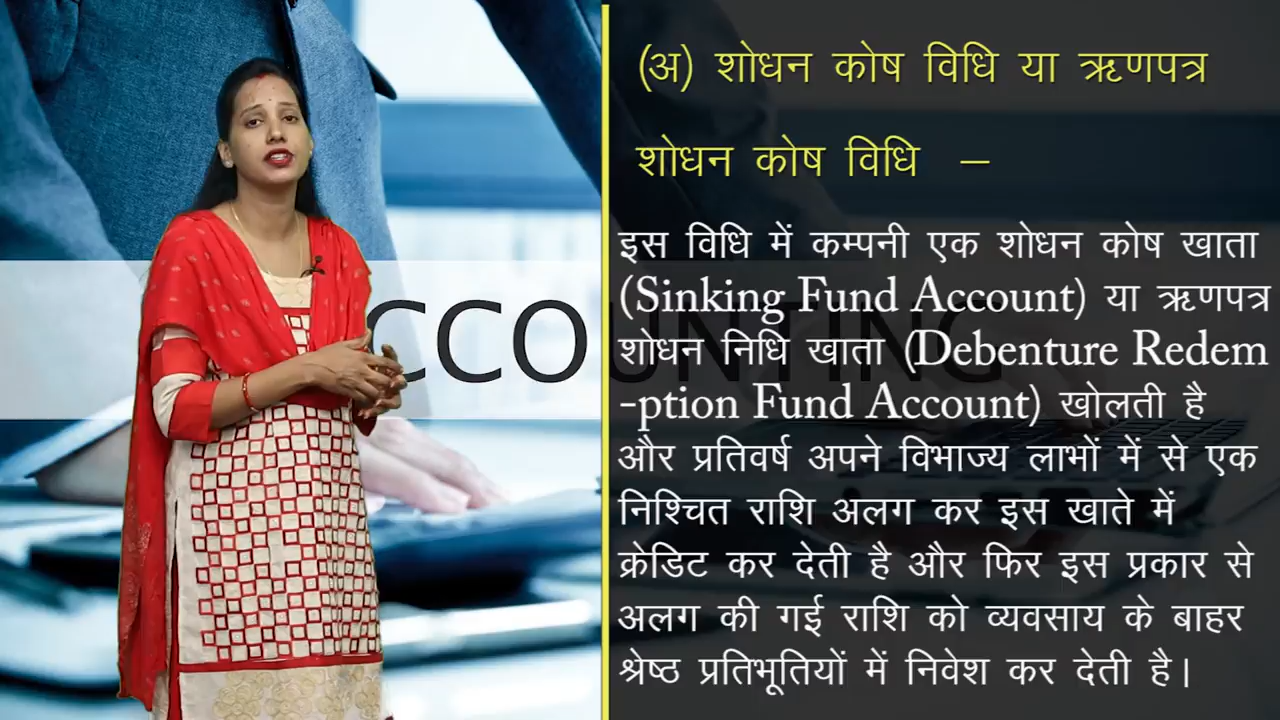 (अ) शोधन कोष विधि या ऋणपत्र
शोधन कोष विधि –
इस विधि में कम्पनी एक शोधन कोष खाता
(Sinking Fund Account) या ऋणपत्र
शोधन निधि खाता (Debenture Redem
-ption Fund Account) खोलती है
और प्रतिवर्ष अपने विभाज्य लाभों में से एक
निश्चित राशि अलग कर इस खाते में
क्रेडिट कर देती है और फिर इस प्रकार से
अलग की गई राशि को व्यवसाय के बाहर
श्रेष्ठ प्रतिभूतियों में निवेश कर देती है।
CCOUNTING